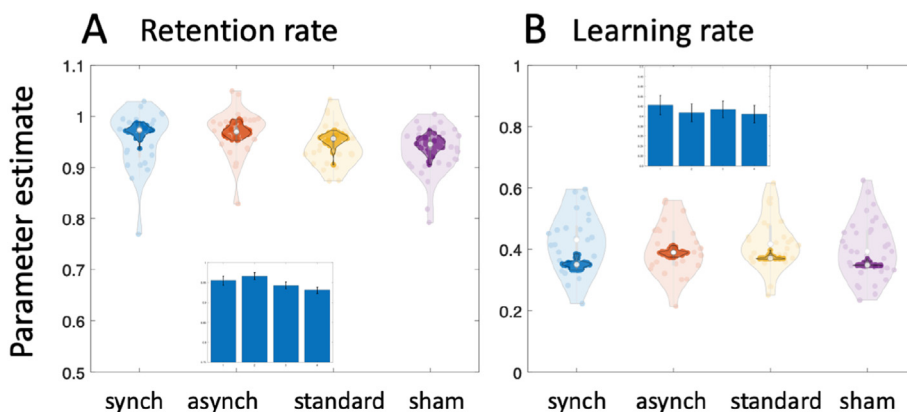 A Retention rate
B Learning rate
Parameter estimate
1.1
1
0.9
0.8
0.7
0.6
0.5
synch asynch standard sham
1
0.8
0.6
0.4
0.2
0
synch asynch standard sham